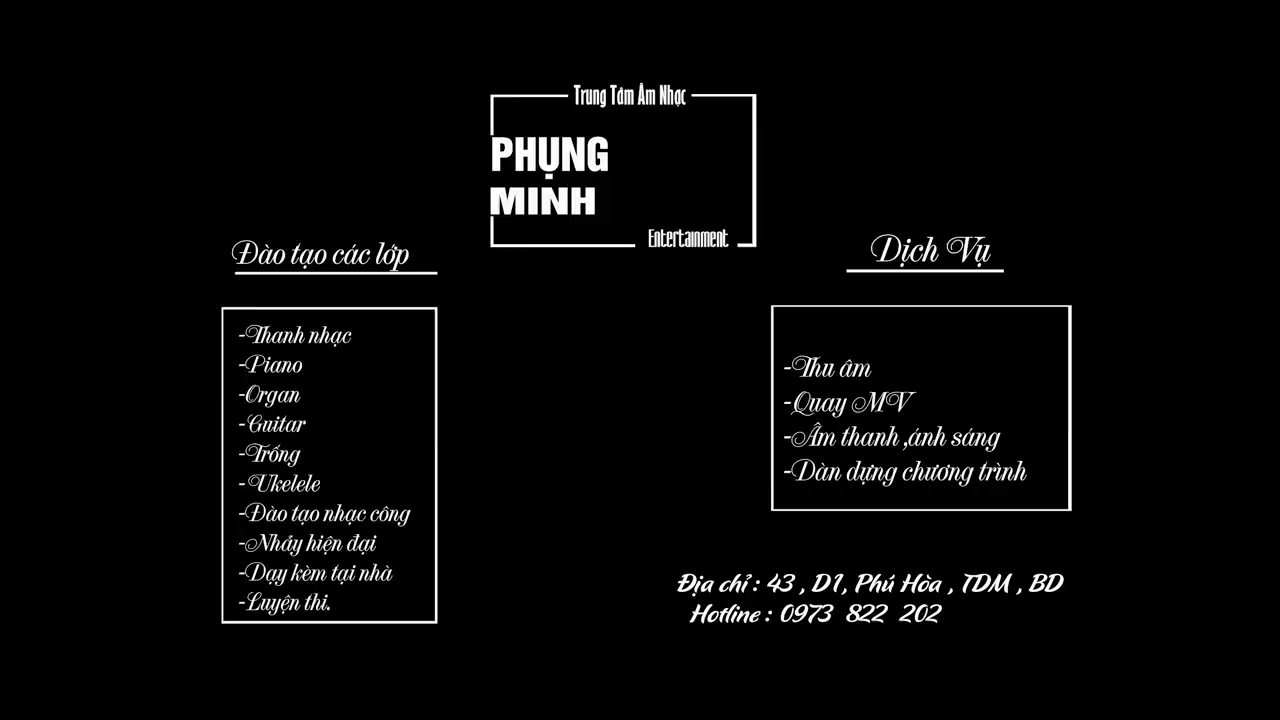 Trung Tâm Âm Nhạc
PHỤNG
MINH
Entertainment
Đào tạo các lớp
-Thanh nhạc
-Piano
-Organ
-Guitar
-Trống
-Ukelele
-Đào tạo nhạc công
-Nhảy hiện đại
-Dạy kèm tại nhà
-Luyện thi.
Dịch Vụ
-Thu âm
-Quay MV
-Âm thanh ,ánh sáng
-Dàn dựng chương trình
Địa chỉ : 43 , D1, Phú Hòa , TDM , BD
Hotline : 0973 822 202